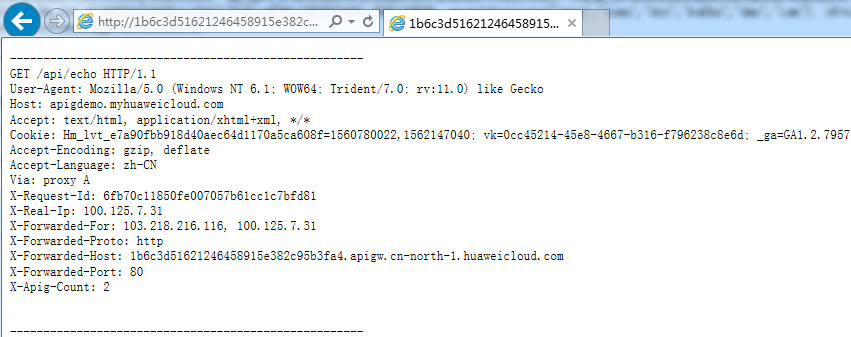 http://1b6c3d51621246458915e382c...
1b6c3d51621246458915...
----------------------------------------------------
GET /api/echo HTTP/1.1
User-Agent: Mozilla/5.0 (Windows NT 6.1; WOW64; Trident/7.0; rv:11.0) like Gecko
Host: apigdemo.myhuaweicloud.com
Accept: text/html, application/xhtml+xml, */*
Cookie: Hm_lvt_e7a90fbb918d40aec64d1170a5ca608f=1560780022,1562147040; vk=0cc45214-45e8-4667-b316-f796238c8e6d; _ga=GA1.2.7957
Accept-Encoding: gzip, deflate
Accept-Language: zh-CN
Via: proxy A
X-Request-Id: 6fb70c11850fe007057b61cc1c7bfd81
X-Real-Ip: 100.125.7.31
X-Forwarded-For: 103.218.216.116, 100.125.7.31
X-Forwarded-Proto: http
X-Forwarded-Host: 1b6c3d51621246458915e382c95b3fa4.apigw.cn-north-1.huaweicloud.com
X-Forwarded-Port: 80
X-Apig-Count: 2
----------------------------------------------------